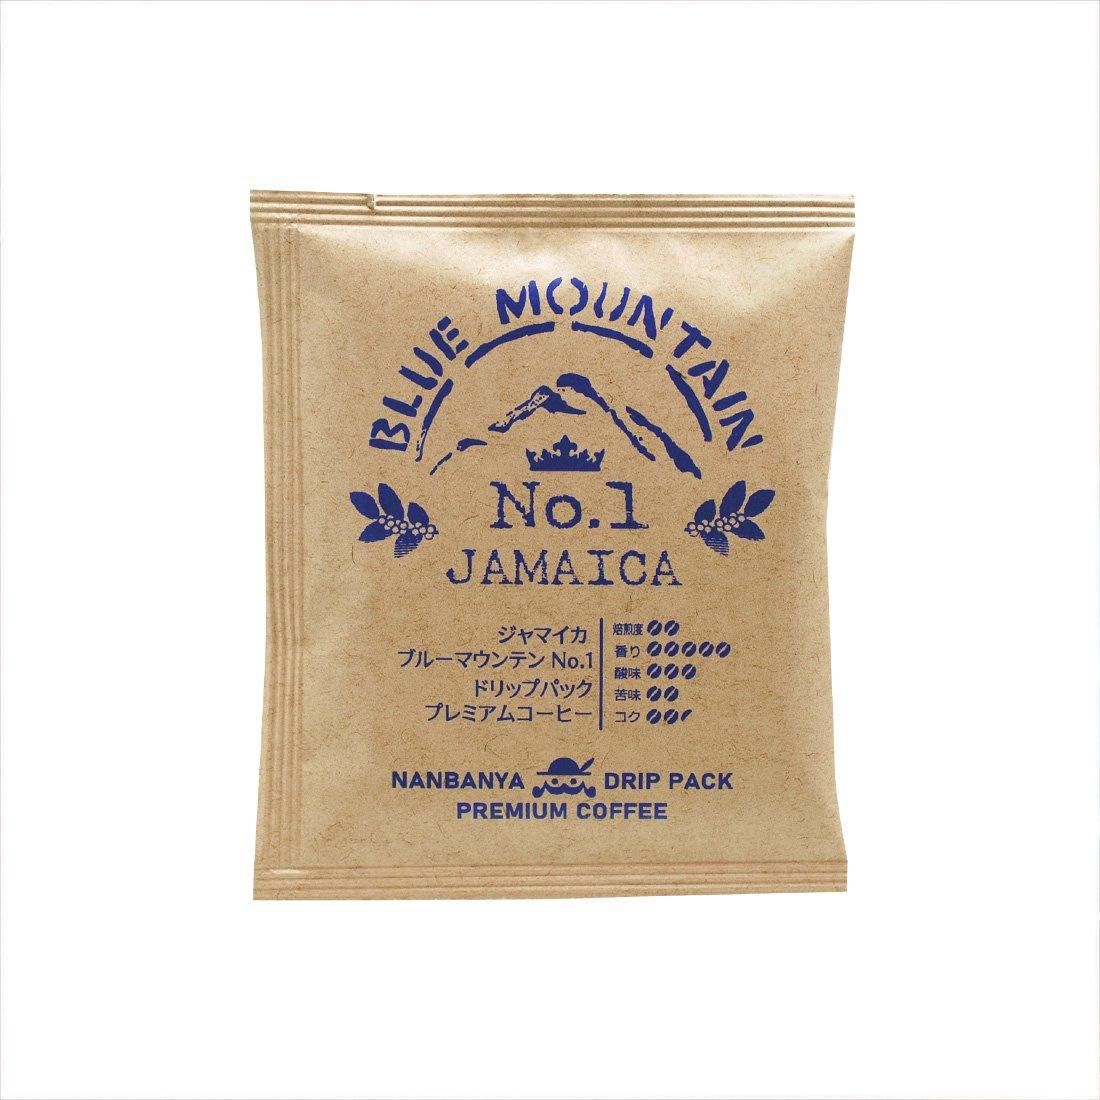 BLUE MOUNTAIN
No.1
JAMAICA
ジャマイカ
ブルーマウンテン No.1
ドリップパック
プレミアムコーヒー
焙煎度
香り
酸味
苦味
コク
NANBANYA DRIP PACK
PREMIUM COFFEE